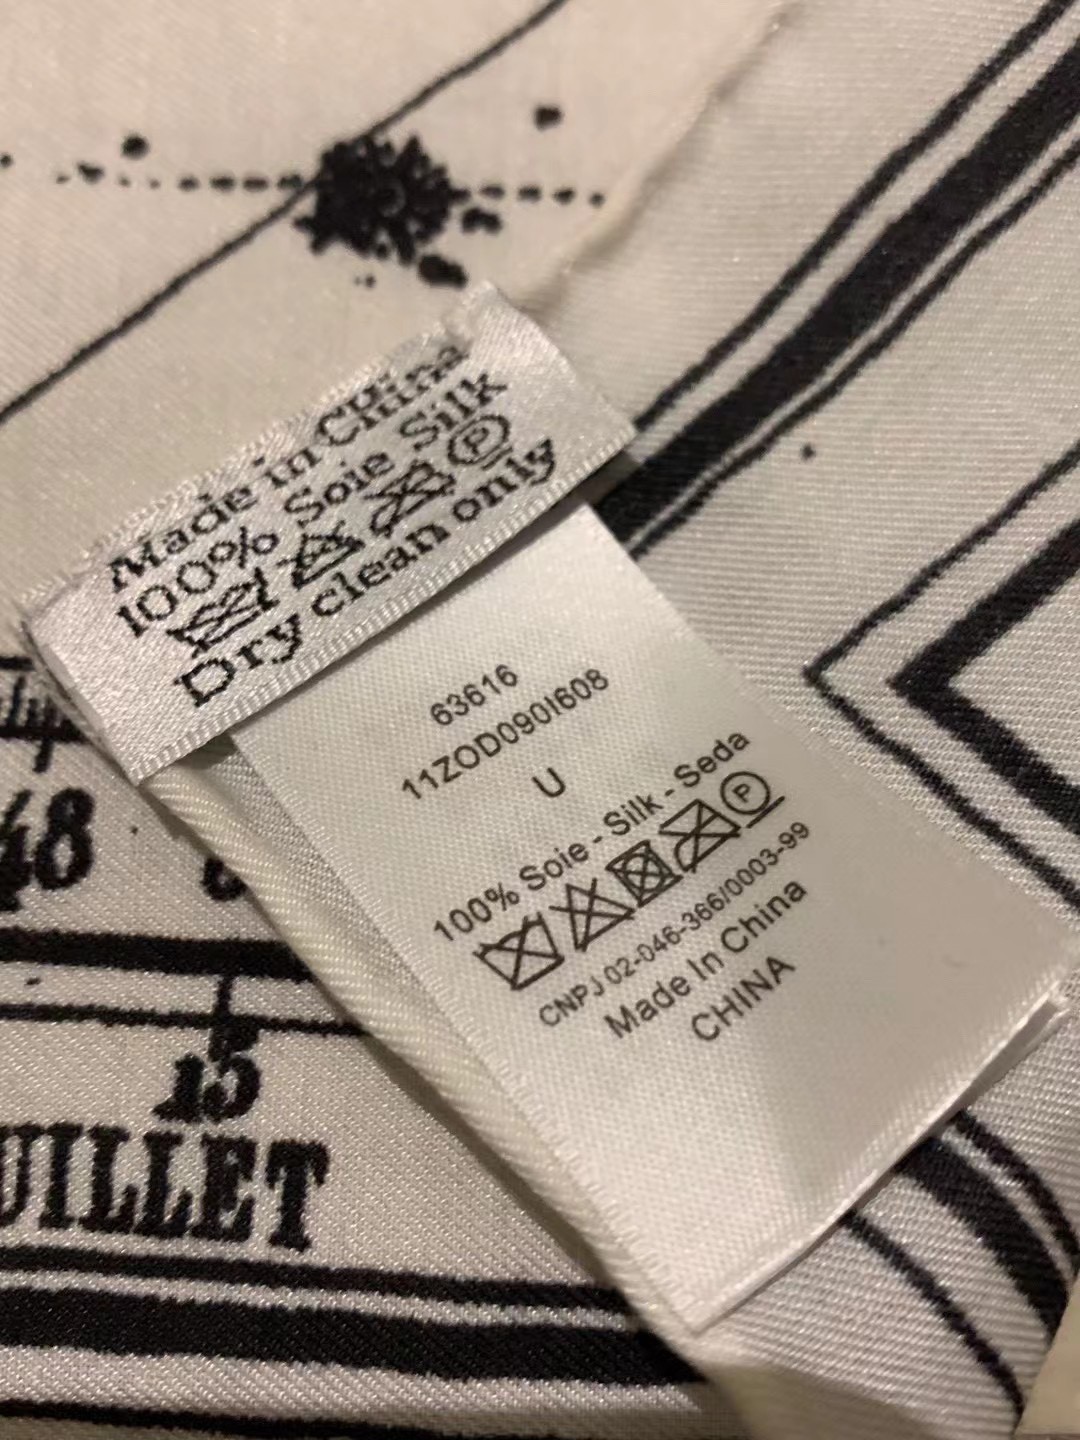 Made in China
100% Soie Silk
P
Dry clean only
63616
11ZOD090I608
U
100% Soie - Silk - Seda
P
CNPJ 02-046-366/0003-99
Made In China
CHINA
48
15
UILLET